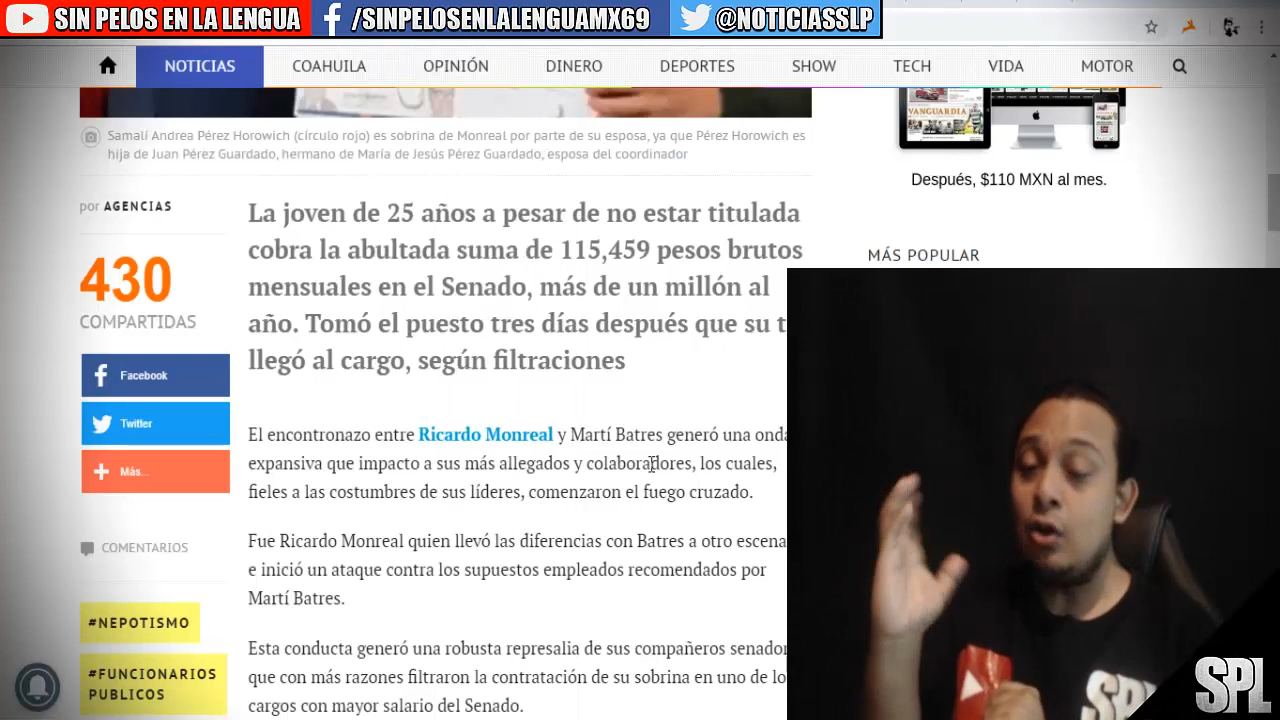 SIN PELOS EN LA LENGUA
/SINPELOSENLALENGUAMX69
@NOTICIASSLP
NOTICIAS
COAHUILA
OPINIÓN
DINERO
DEPORTES
SHOW
TECH
VIDA
MOTOR
VANGUARDIA
Samalí Andrea Pérez Horowich (círculo rojo) es sobrina de Monreal por parte de su esposa, ya que Pérez Horowich es
hija de Juan Pérez Guardado, hermano de María de Jesús Pérez Guardado, esposa del coordinador
Después, $110 MXN al mes.
por AGENCIAS
430
COMPARTIDAS
Facebook
Twitter
Más...
COMENTARIOS
#NEPOTISMO
#FUNCIONARIOS
PUBLICOS
La joven de 25 años a pesar de no estar titulada
cobra la abultada suma de 115,459 pesos brutos
mensuales en el Senado, más de un millón al
año. Tomó el puesto tres días después que su t
llegó al cargo, según filtraciones
MÁS POPULAR
El encontronazo entre Ricardo Monreal y Martí Batres generó una onda
expansiva que impacto a sus más allegados y colaboradores, los cuales,
fieles a las costumbres de sus líderes, comenzaron el fuego cruzado.
Fue Ricardo Monreal quien llevó las diferencias con Batres a otro escena
e inició un ataque contra los supuestos empleados recomendados por
Martí Batres.
Esta conducta generó una robusta represalia de sus compañeros senador
que con más razones filtraron la contratación de su sobrina en uno de lo
cargos con mayor salario del Senado.
SPL
SPL